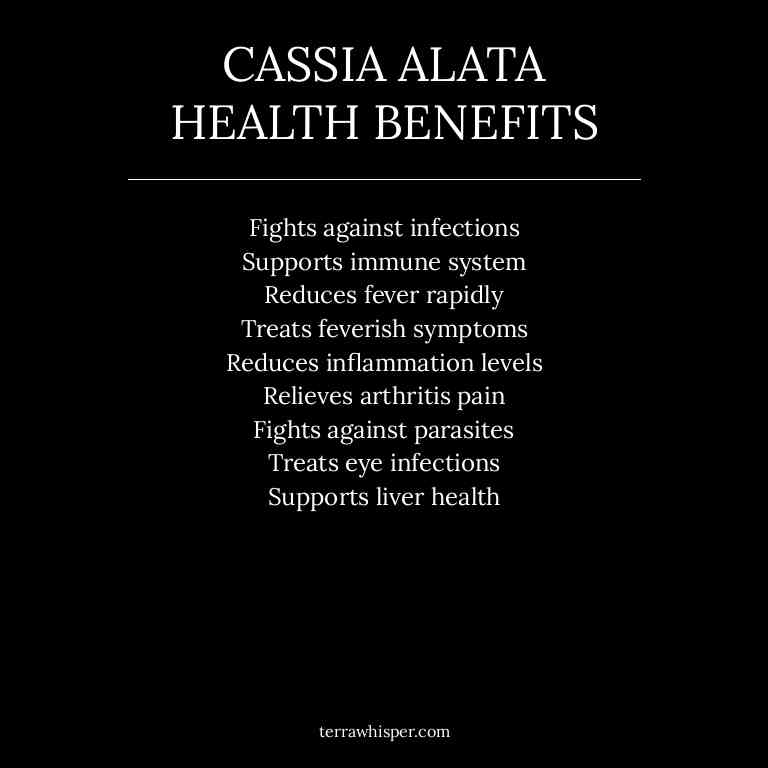 CASSIA ALATA
HEALTH BENEFITS
Fights against infections
Supports immune system
Reduces fever rapidly
Treats feverish symptoms
Reduces inflammation levels
Relieves arthritis pain
Fights against parasites
Treats eye infections
Supports liver health
terrawhisper.com